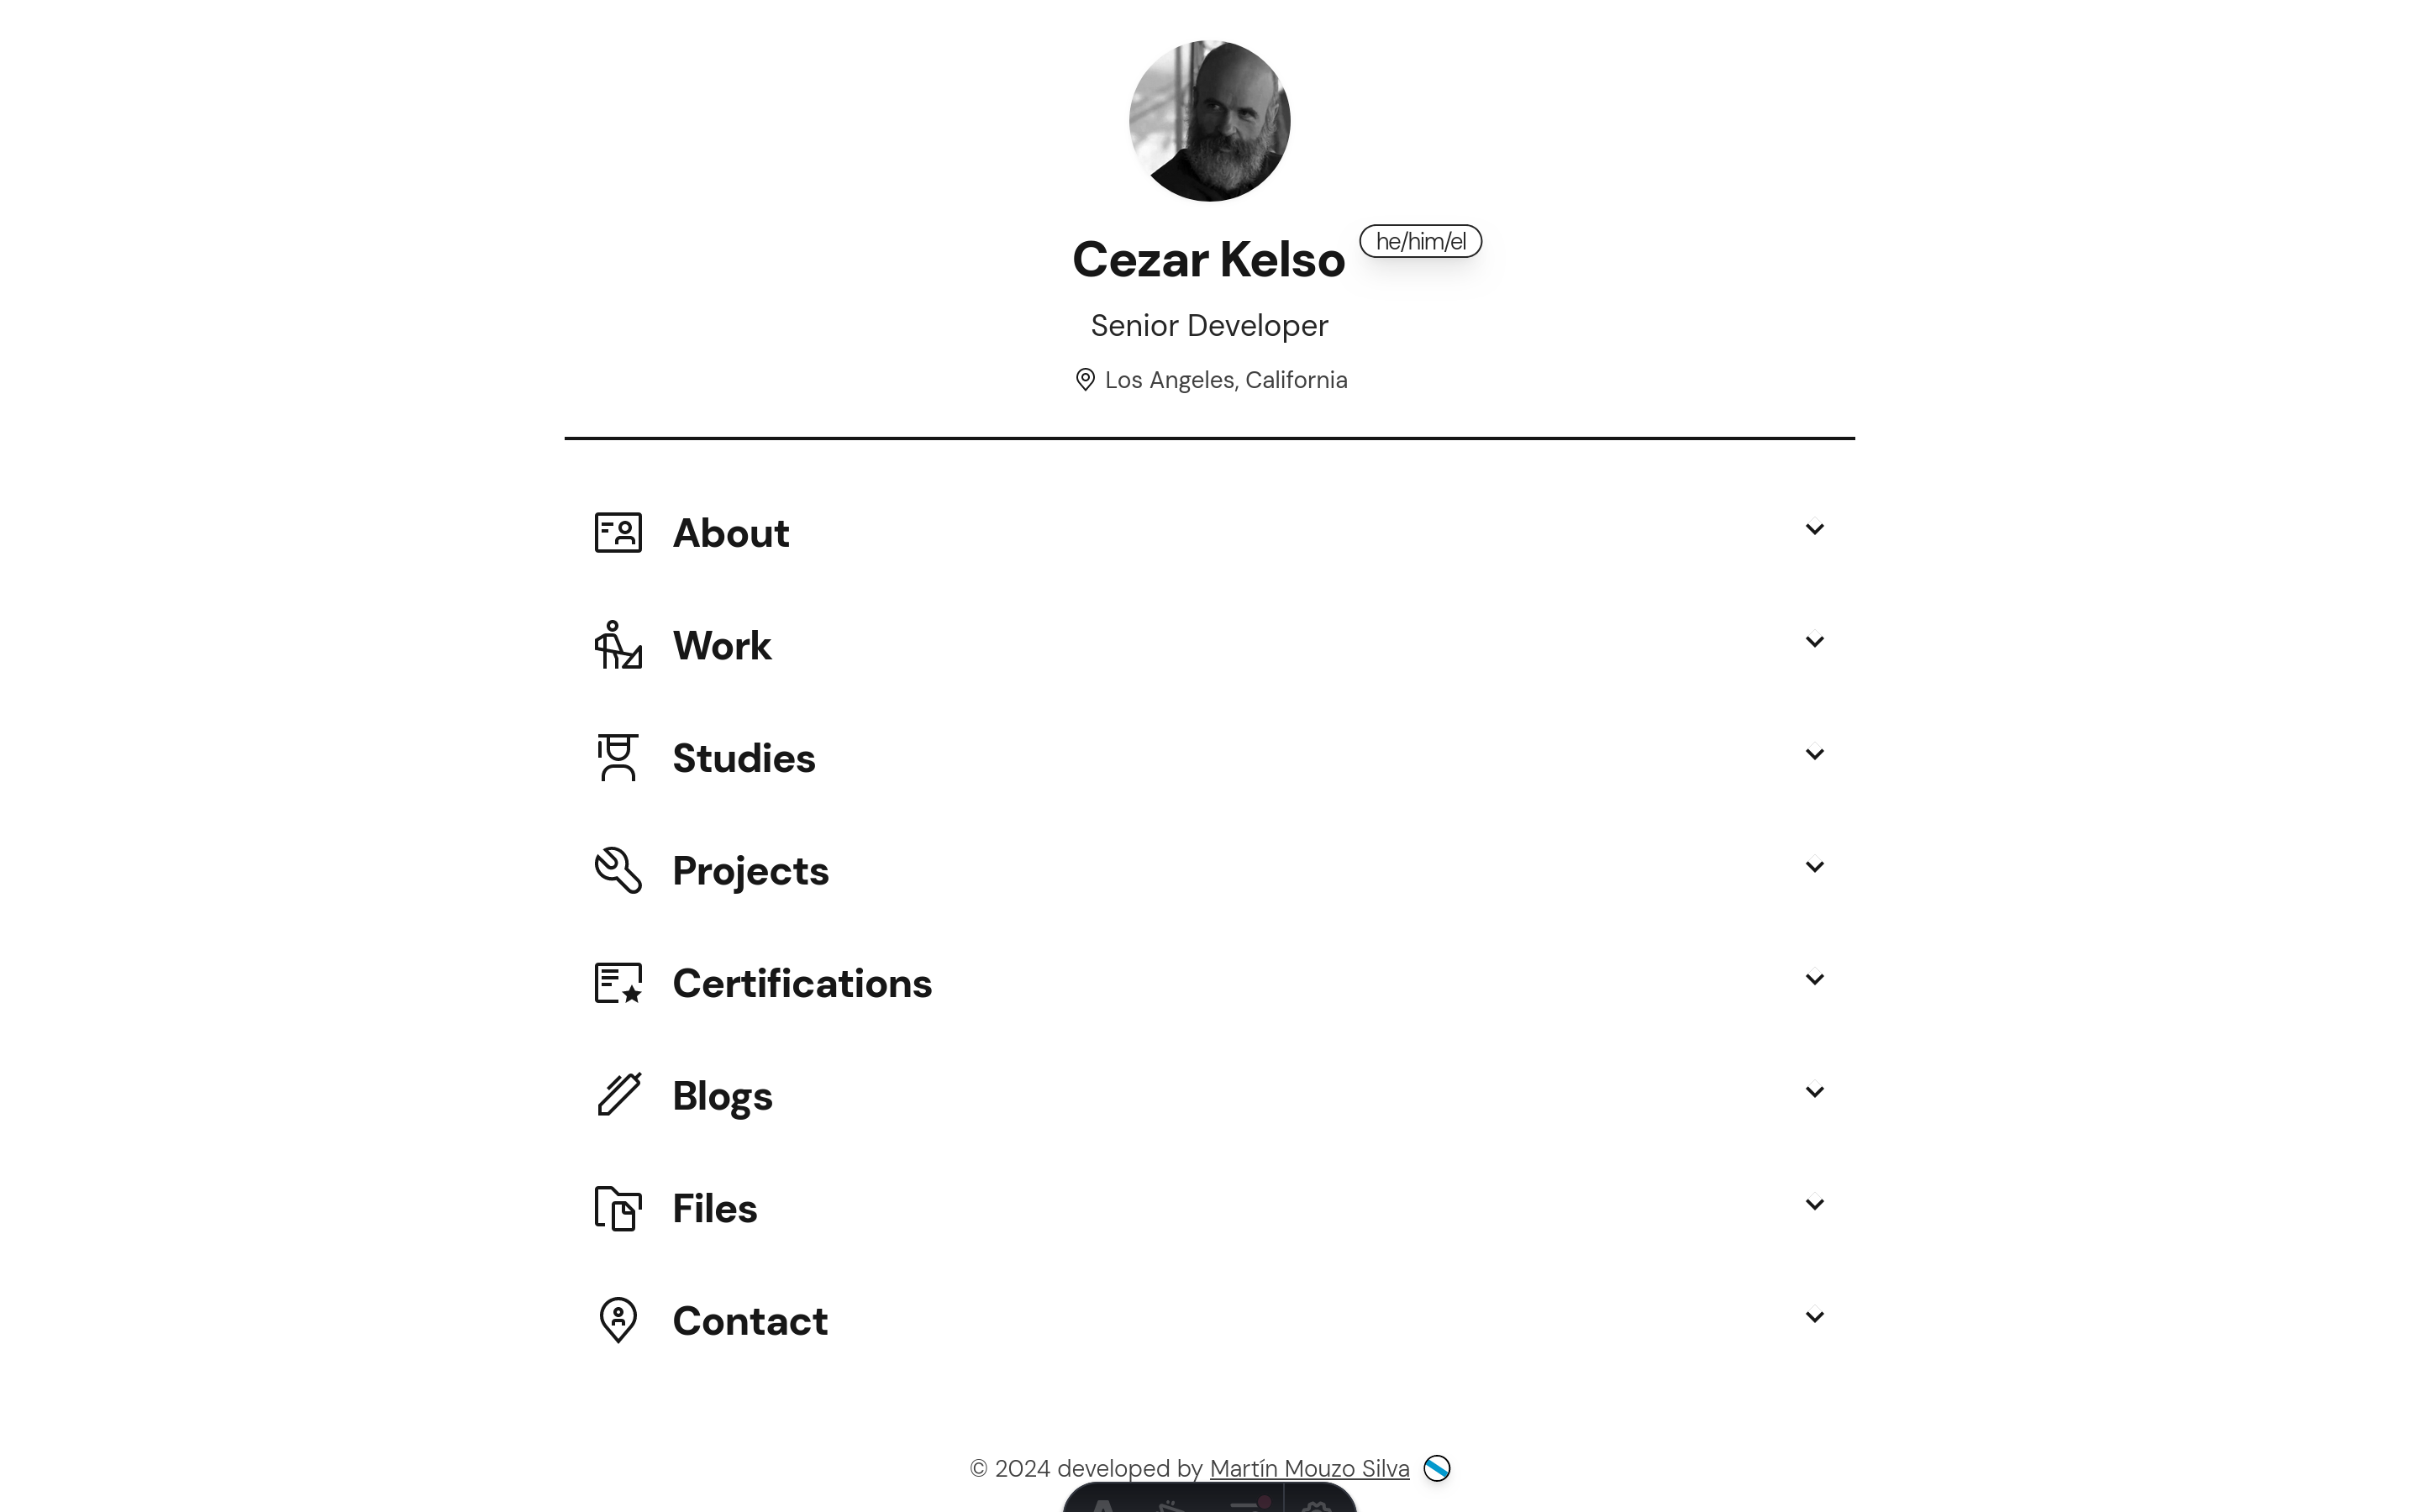 Cezar Kelso
he/him/el
Senior Developer
Los Angeles, California
About
Work
Studies
Projects
Certifications
Blogs
Files
Contact
© 2024 developed by Martín Mouzo Silva